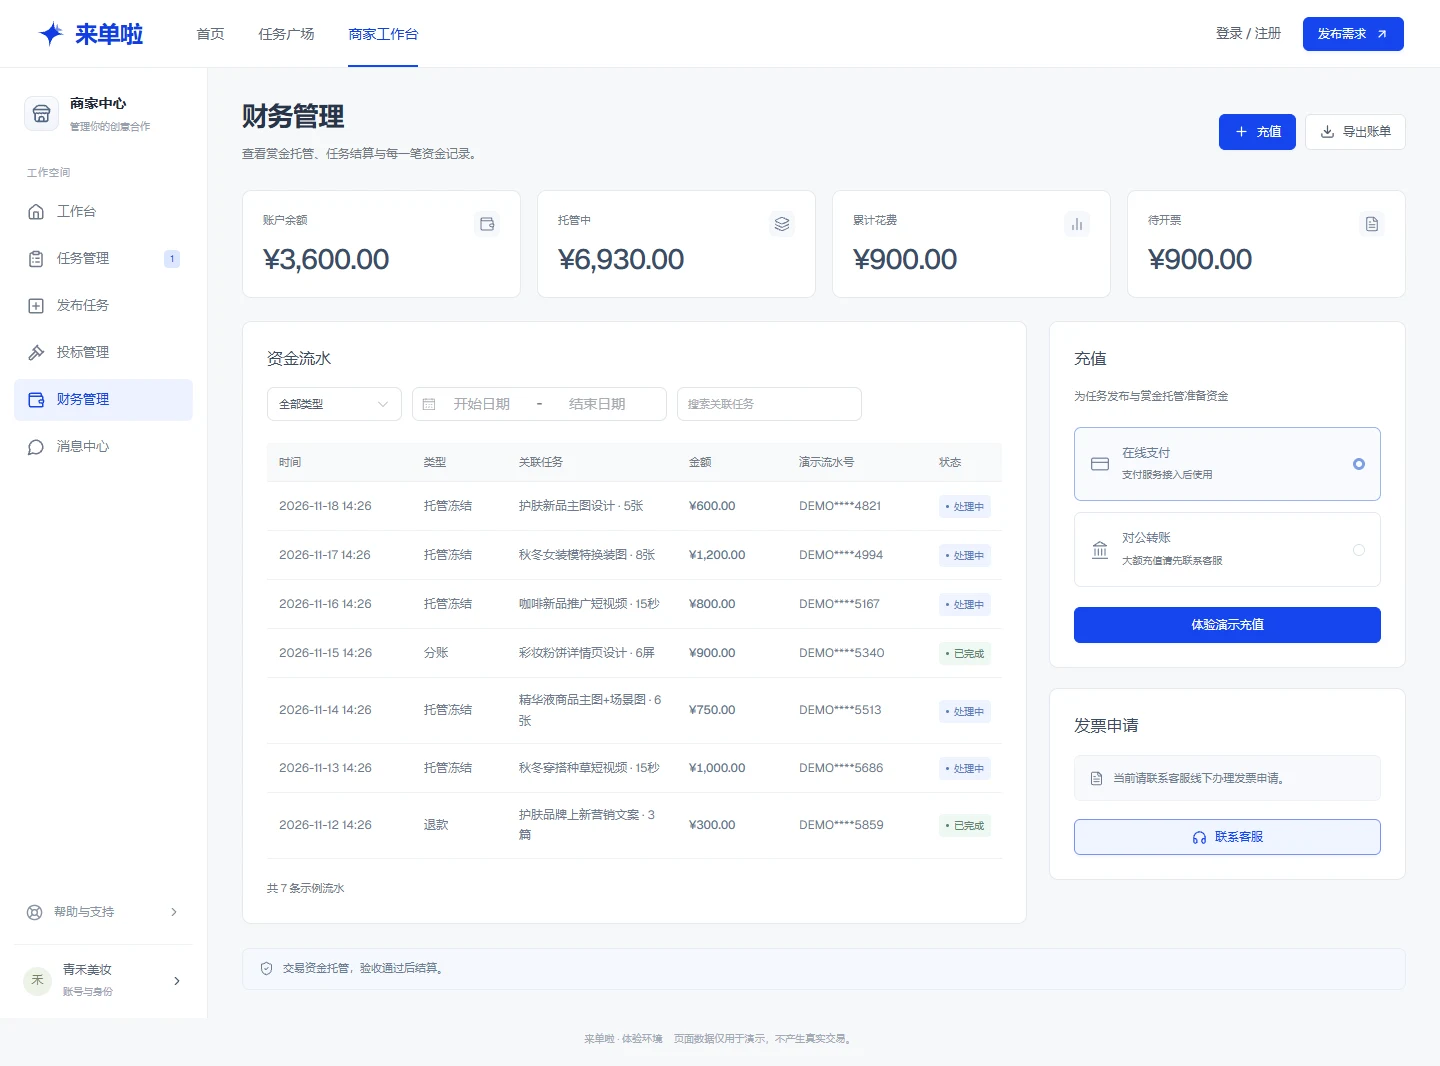 来单啦
首页
任务广场
商家工作台
登录 / 注册
发布需求
商家中心
管理你的创意合作
工作空间
工作台
任务管理
1
发布任务
投标管理
财务管理
消息中心
帮助与支持
禾
青禾美妆
账号与身份
财务管理
查看赏金托管、任务结算与每一笔资金记录。
充值
导出账单
账户余额
¥3,600.00
托管中
¥6,930.00
累计花费
¥900.00
待开票
¥900.00
资金流水
全部类型
开始日期 - 结束日期
搜索关联任务
时间 类型 关联任务 金额 演示流水号 状态
2026-11-18 14:26 托管冻结 护肤新品主图设计 · 5张 ¥600.00 DEMO****4821 处理中
2026-11-17 14:26 托管冻结 秋冬女装模特换装图 · 8张 ¥1,200.00 DEMO****4994 处理中
2026-11-16 14:26 托管冻结 咖啡新品推广短视频 · 15秒 ¥800.00 DEMO****5167 处理中
2026-11-15 14:26 分账 彩妆粉饼详情页设计 · 6屏 ¥900.00 DEMO****5340 已完成
2026-11-14 14:26 托管冻结 精华液商品主图+场景图 · 6
张 ¥750.00 DEMO****5513 处理中
2026-11-13 14:26 托管冻结 秋冬穿搭种草短视频 · 15秒 ¥1,000.00 DEMO****5686 处理中
2026-11-12 14:26 退款 护肤品牌上新营销文案 · 3
篇 ¥300.00 DEMO****5859 已完成
共 7 条示例流水
充值
为任务发布与赏金托管准备资金
在线支付
支付服务接入后使用
对公转账
大额充值请先联系客服
体验演示充值
发票申请
当前请联系客服线下办理发票申请。
联系客服
交易资金托管，验收通过后结算。
来单啦 · 体验环境 页面数据仅用于演示，不产生真实交易。